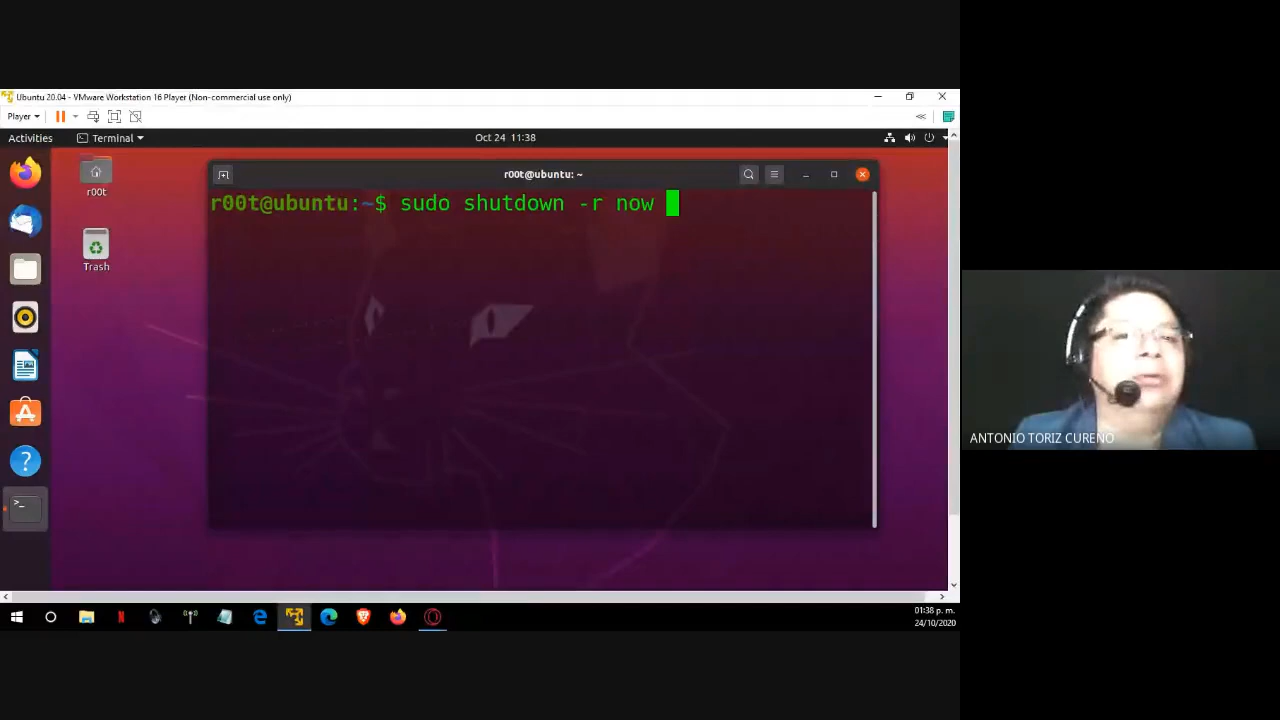 Ubuntu 20.04 - VMware Workstation 16 Player (Non-commercial use only)
Player
Activities
Terminal
Oct 24 11:38
r00t
Trash
r00t@ubuntu: ~
r00t@ubuntu:~$ sudo shutdown -r now
ANTONIO TORIZ CURENO
01:38 p. m.
24/10/2020